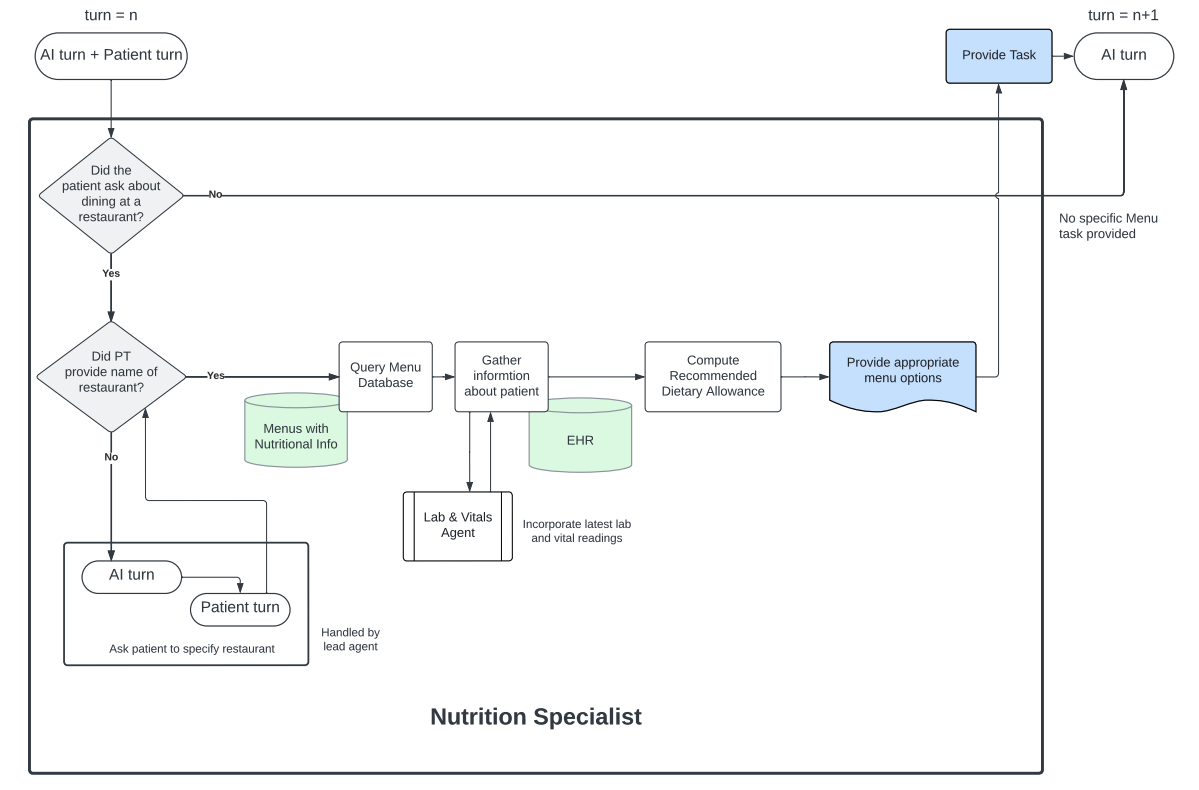 turn = n
turn = n+1
AI turn + Patient turn
Provide Task
AI turn
Did the
patient ask about
dining at a
restaurant?
No
No specific Menu
task provided
Yes
Did PT
provide name of
restaurant?
Yes
Query Menu
Database
Gather
informtion
about patient
Compute
Recommended
Dietary Allowance
Provide appropriate
menu options
Menus with
Nutritional Info
EHR
No
Lab & Vitals
Agent
Incorporate latest lab
and vital readings
AI turn
Patient turn
Ask patient to specify restaurant
Handled by
lead agent
Nutrition Specialist